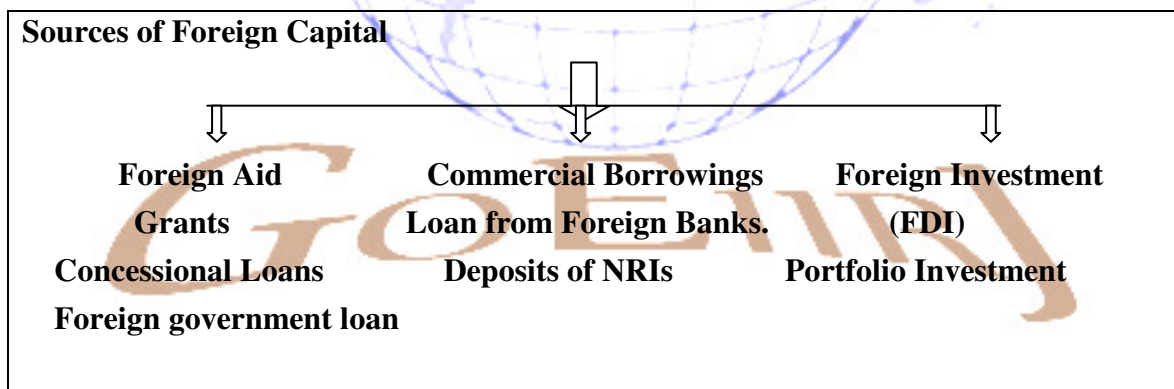 Sources of Foreign Capital
Foreign Aid Commercial Borrowings Foreign Investment
Grants Loan from Foreign Banks. (FDI)
Concessional Loans Deposits of NRIs Portfolio Investment
Foreign government loan
GOEIIRJ